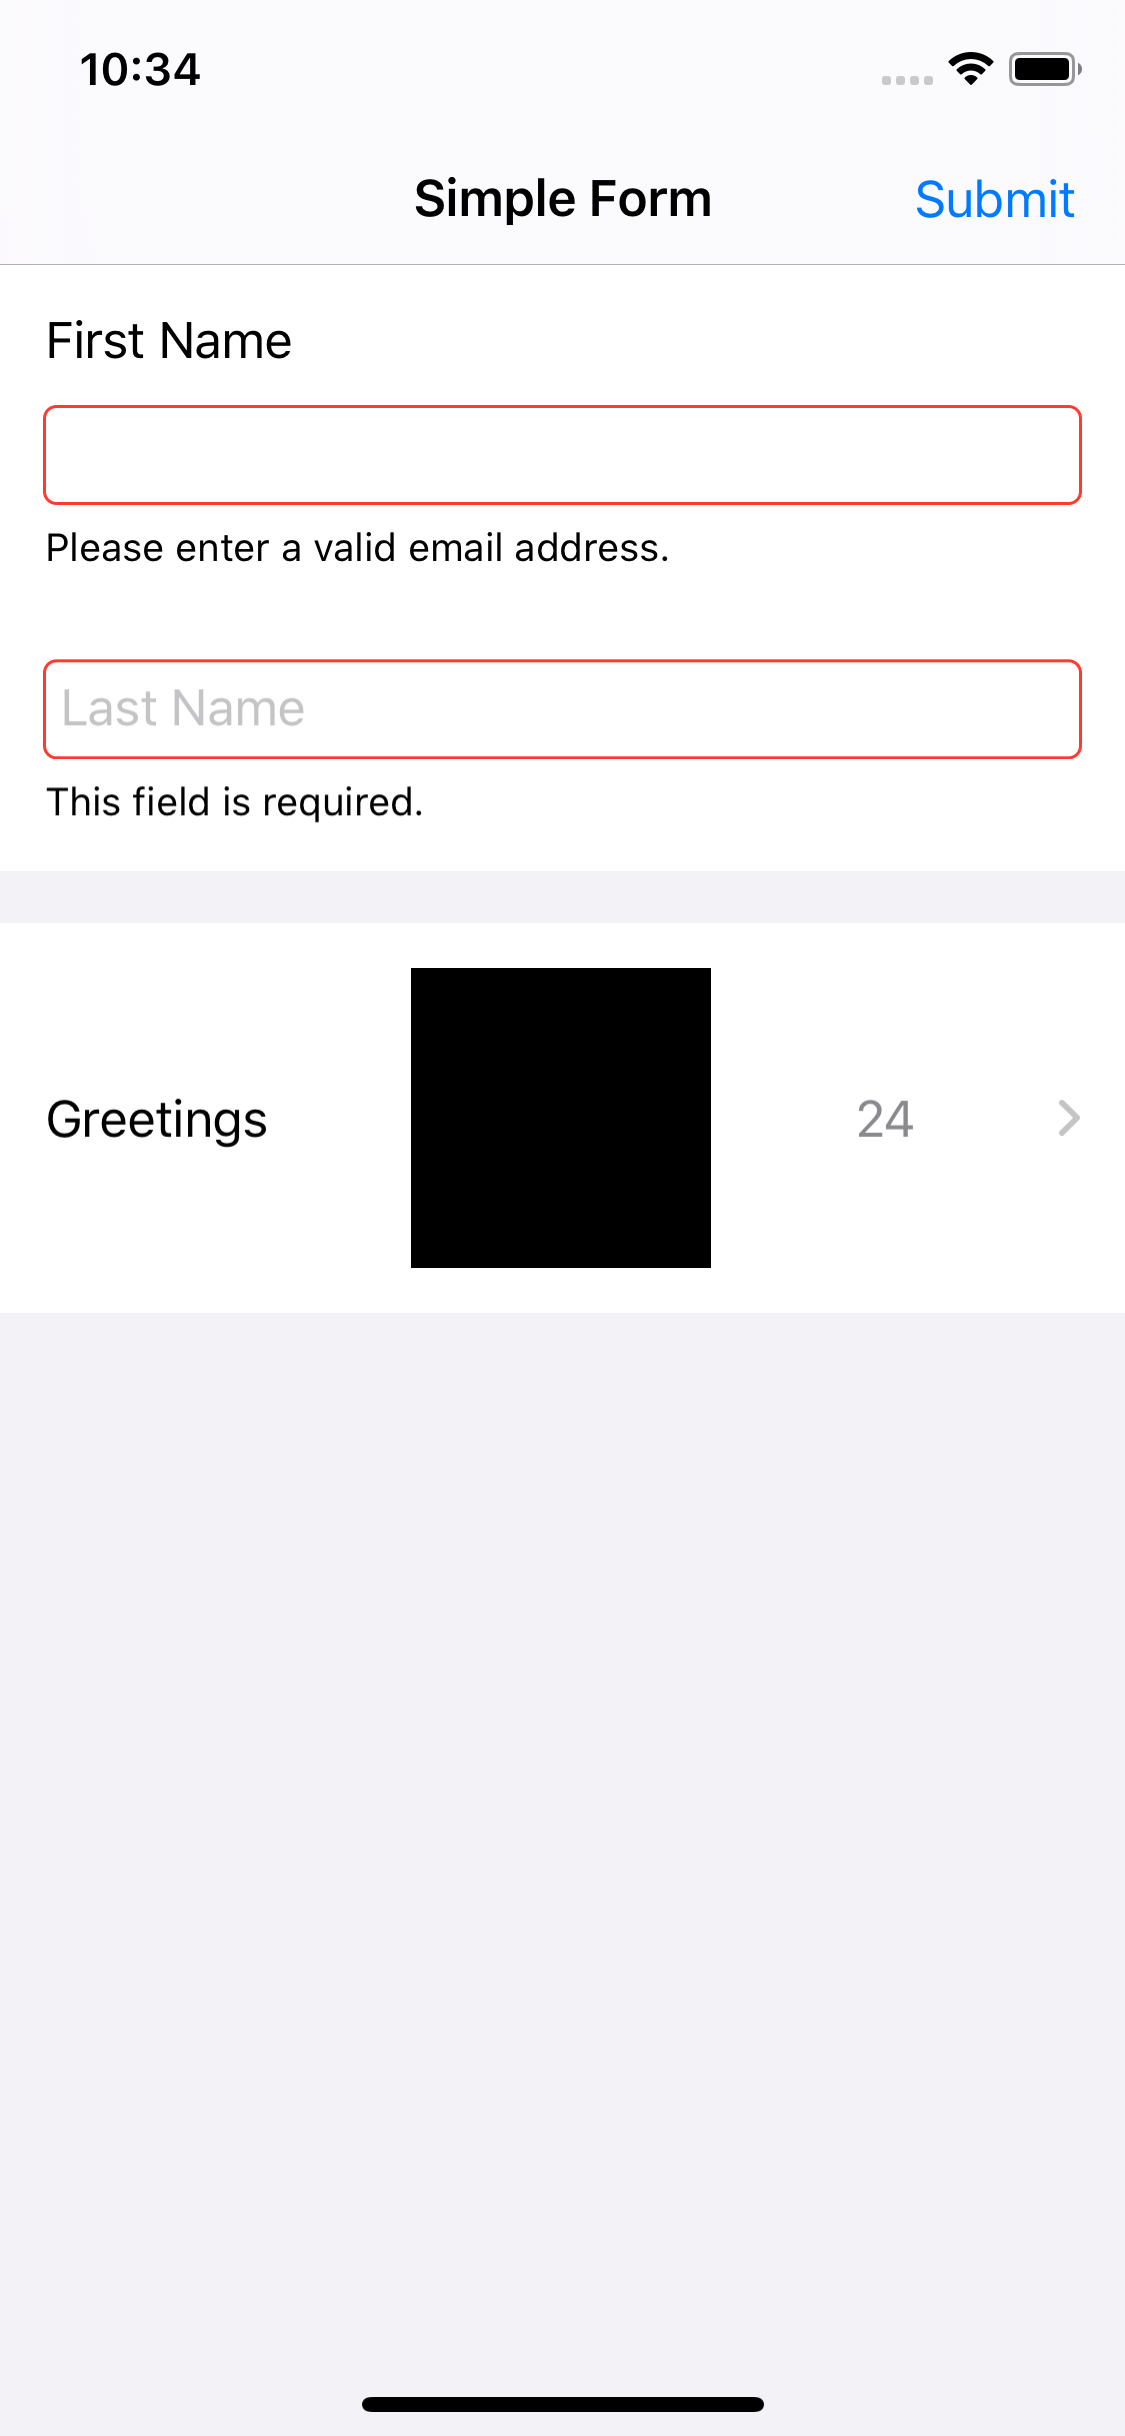 10:34
Simple Form
Submit
First Name
Please enter a valid email address.
Last Name
This field is required.
Greetings
24